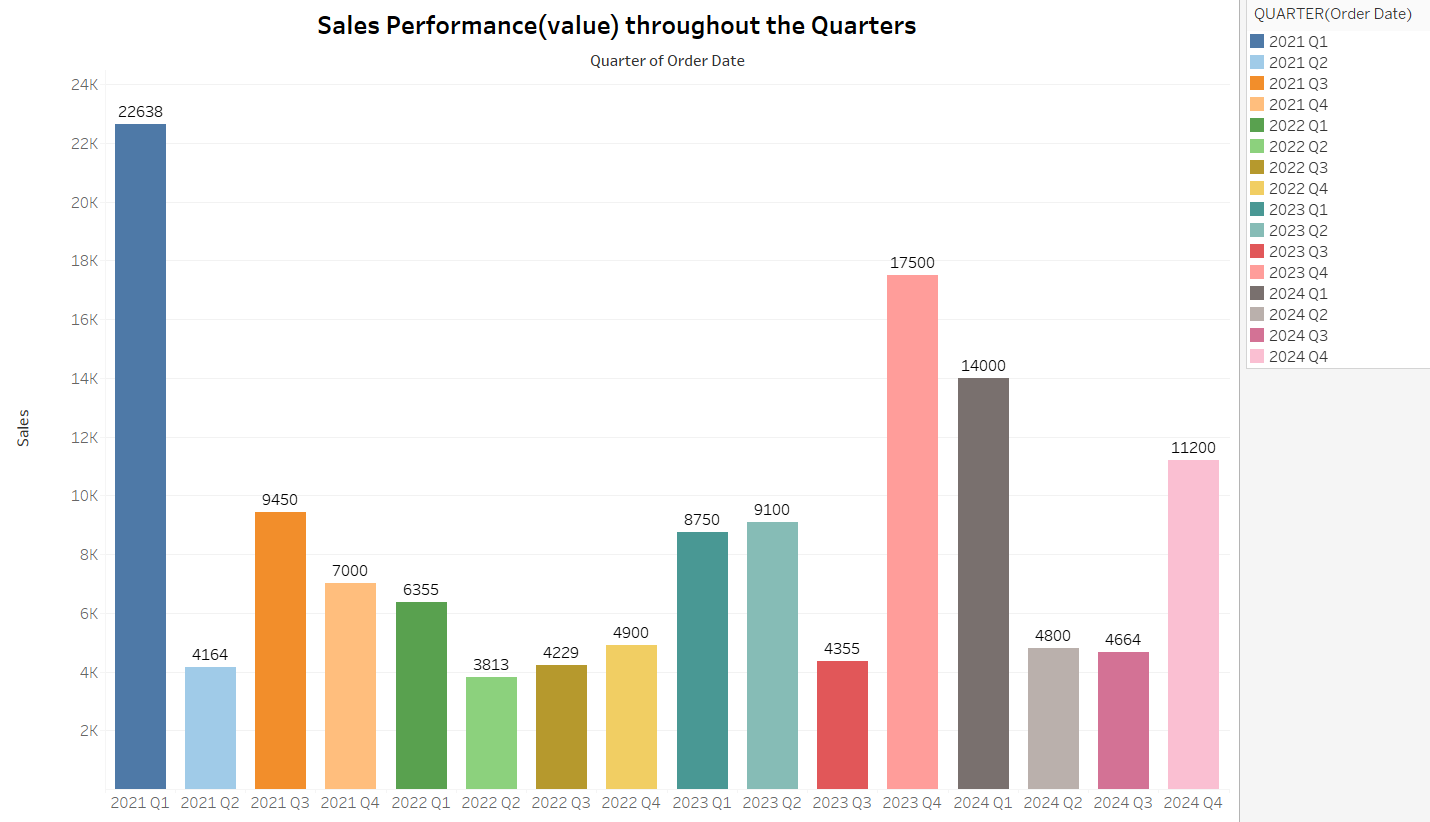 Sales Performance(value) throughout the Quarters
Quarter of Order Date
QUARTER(Order Date)
2021 Q1
2021 Q2
2021 Q3
2021 Q4
2022 Q1
2022 Q2
2022 Q3
2022 Q4
2023 Q1
2023 Q2
2023 Q3
2023 Q4
2024 Q1
2024 Q2
2024 Q3
2024 Q4
Sales
24K
22K
20K
18K
16K
14K
12K
10K
8K
6K
4K
2K
22638
4164
9450
7000
6355
3813
4229
4900
8750
9100
4355
17500
14000
4800
4664
11200
2021 Q1 2021 Q2 2021 Q3 2021 Q4 2022 Q1 2022 Q2 2022 Q3 2022 Q4 2023 Q1 2023 Q2 2023 Q3 2023 Q4 2024 Q1 2024 Q2 2024 Q3 2024 Q4